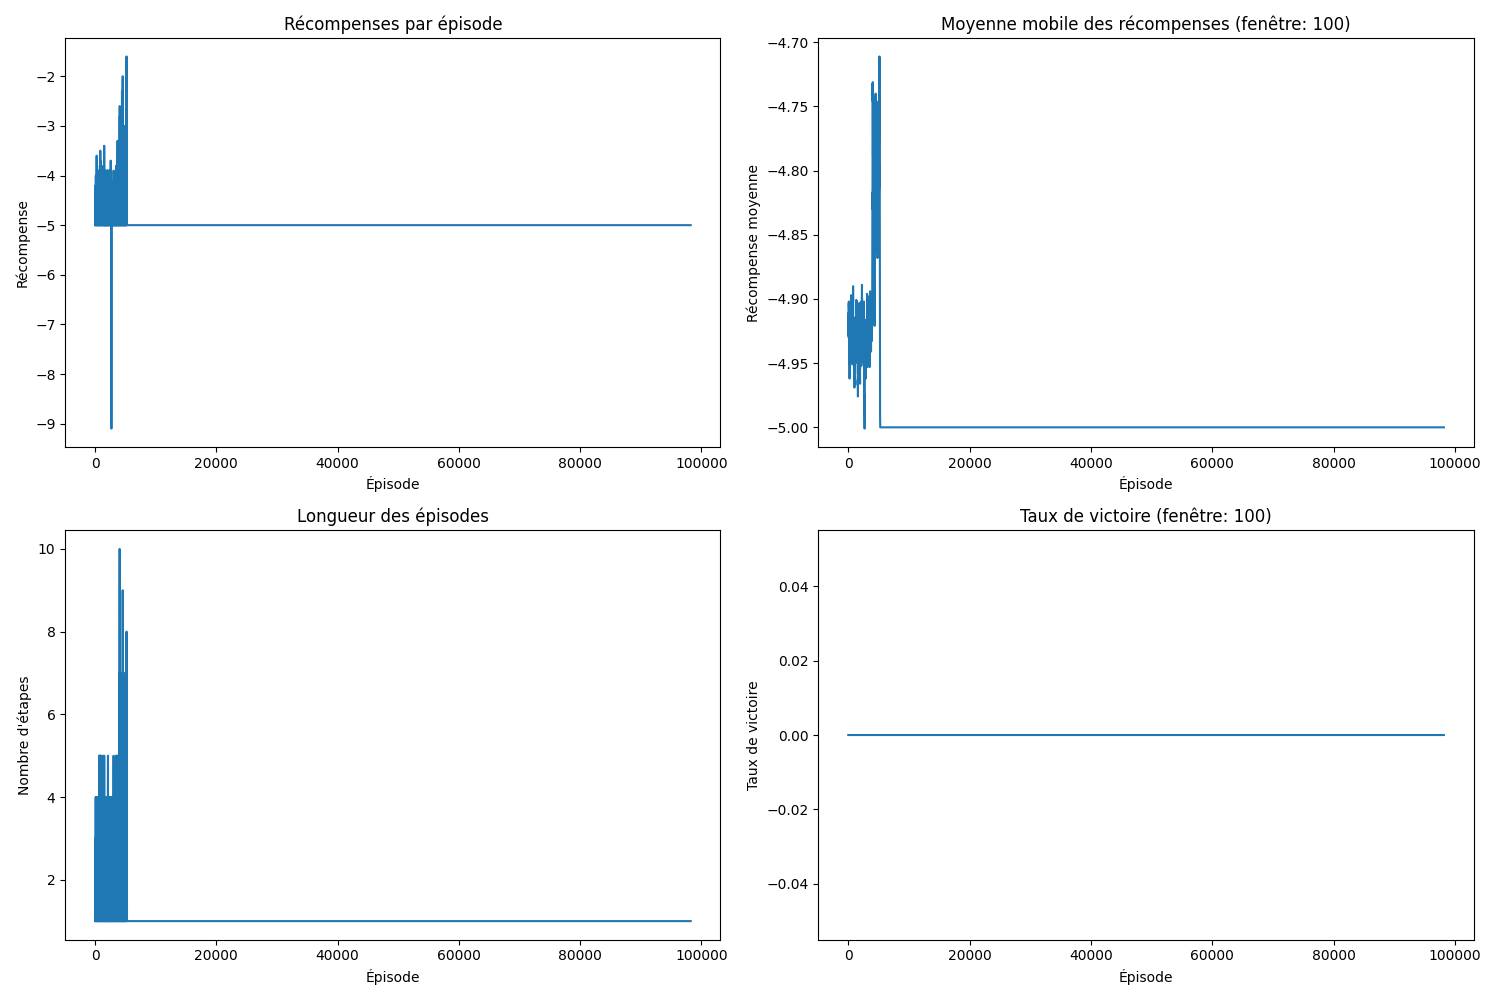 Récompenses par épisode
Récompense
−2
−3
−4
−5
−6
−7
−8
−9
0 20000 40000 60000 80000 100000
Épisode
Moyenne mobile des récompenses (fenêtre: 100)
Récompense moyenne
−4.70
−4.75
−4.80
−4.85
−4.90
−4.95
−5.00
0 20000 40000 60000 80000 100000
Épisode
Longueur des épisodes
Nombre d'étapes
10
8
6
4
2
0 20000 40000 60000 80000 100000
Épisode
Taux de victoire (fenêtre: 100)
Taux de victoire
0.04
0.02
0.00
−0.02
−0.04
0 20000 40000 60000 80000 100000
Épisode